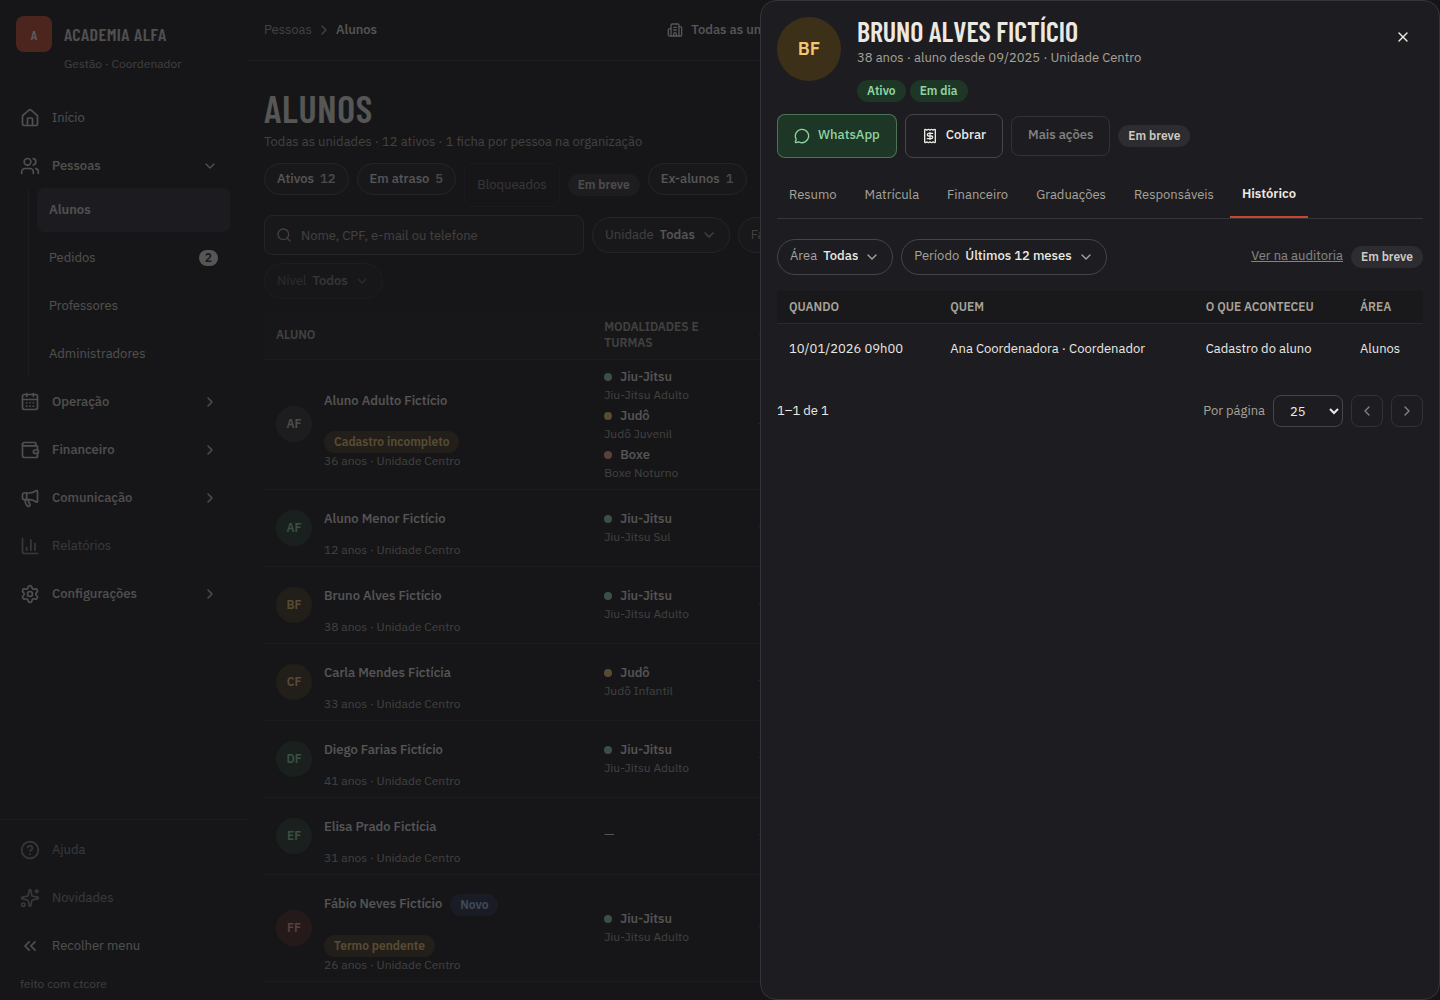 A
ACADEMIA ALFA
Gestão · Coordenador
Início
Pessoas
Alunos
Pedidos 2
Professores
Administradores
Operação
Financeiro
Comunicação
Relatórios
Configurações
Ajuda
Novidades
Recolher menu
feito com ctcore
Pessoas > Alunos
Todas as un
ALUNOS
Todas as unidades · 12 ativos · 1 ficha por pessoa na organização
Ativos 12 Em atraso 5 Bloqueados Em breve Ex-alunos 1
Nome, CPF, e-mail ou telefone Unidade Todas Fa
Nível Todos
ALUNO MODALIDADES E
TURMAS
AF Aluno Adulto Fictício
Cadastro incompleto
36 anos · Unidade Centro
Jiu-Jitsu
Jiu-Jitsu Adulto
Judô
Judô Juvenil
Boxe
Boxe Noturno
AF Aluno Menor Fictício
12 anos · Unidade Centro
Jiu-Jitsu
Jiu-Jitsu Sul
BF Bruno Alves Fictício
38 anos · Unidade Centro
Jiu-Jitsu
Jiu-Jitsu Adulto
CF Carla Mendes Fictícia
33 anos · Unidade Centro
Judô
Judô Infantil
DF Diego Farias Fictício
41 anos · Unidade Centro
Jiu-Jitsu
Jiu-Jitsu Adulto
EF Elisa Prado Fictícia
31 anos · Unidade Centro
—
FF Fábio Neves Fictício Novo
Termo pendente
26 anos · Unidade Centro
Jiu-Jitsu
Jiu-Jitsu Adulto
BF
BRUNO ALVES FICTÍCIO
38 anos · aluno desde 09/2025 · Unidade Centro
Ativo Em dia
WhatsApp Cobrar Mais ações Em breve
Resumo Matrícula Financeiro Graduações Responsáveis Histórico
Área Todas Período Últimos 12 meses Ver na auditoria Em breve
QUANDO QUEM O QUE ACONTECEU ÁREA
10/01/2026 09h00 Ana Coordenadora · Coordenador Cadastro do aluno Alunos
1–1 de 1 Por página 25